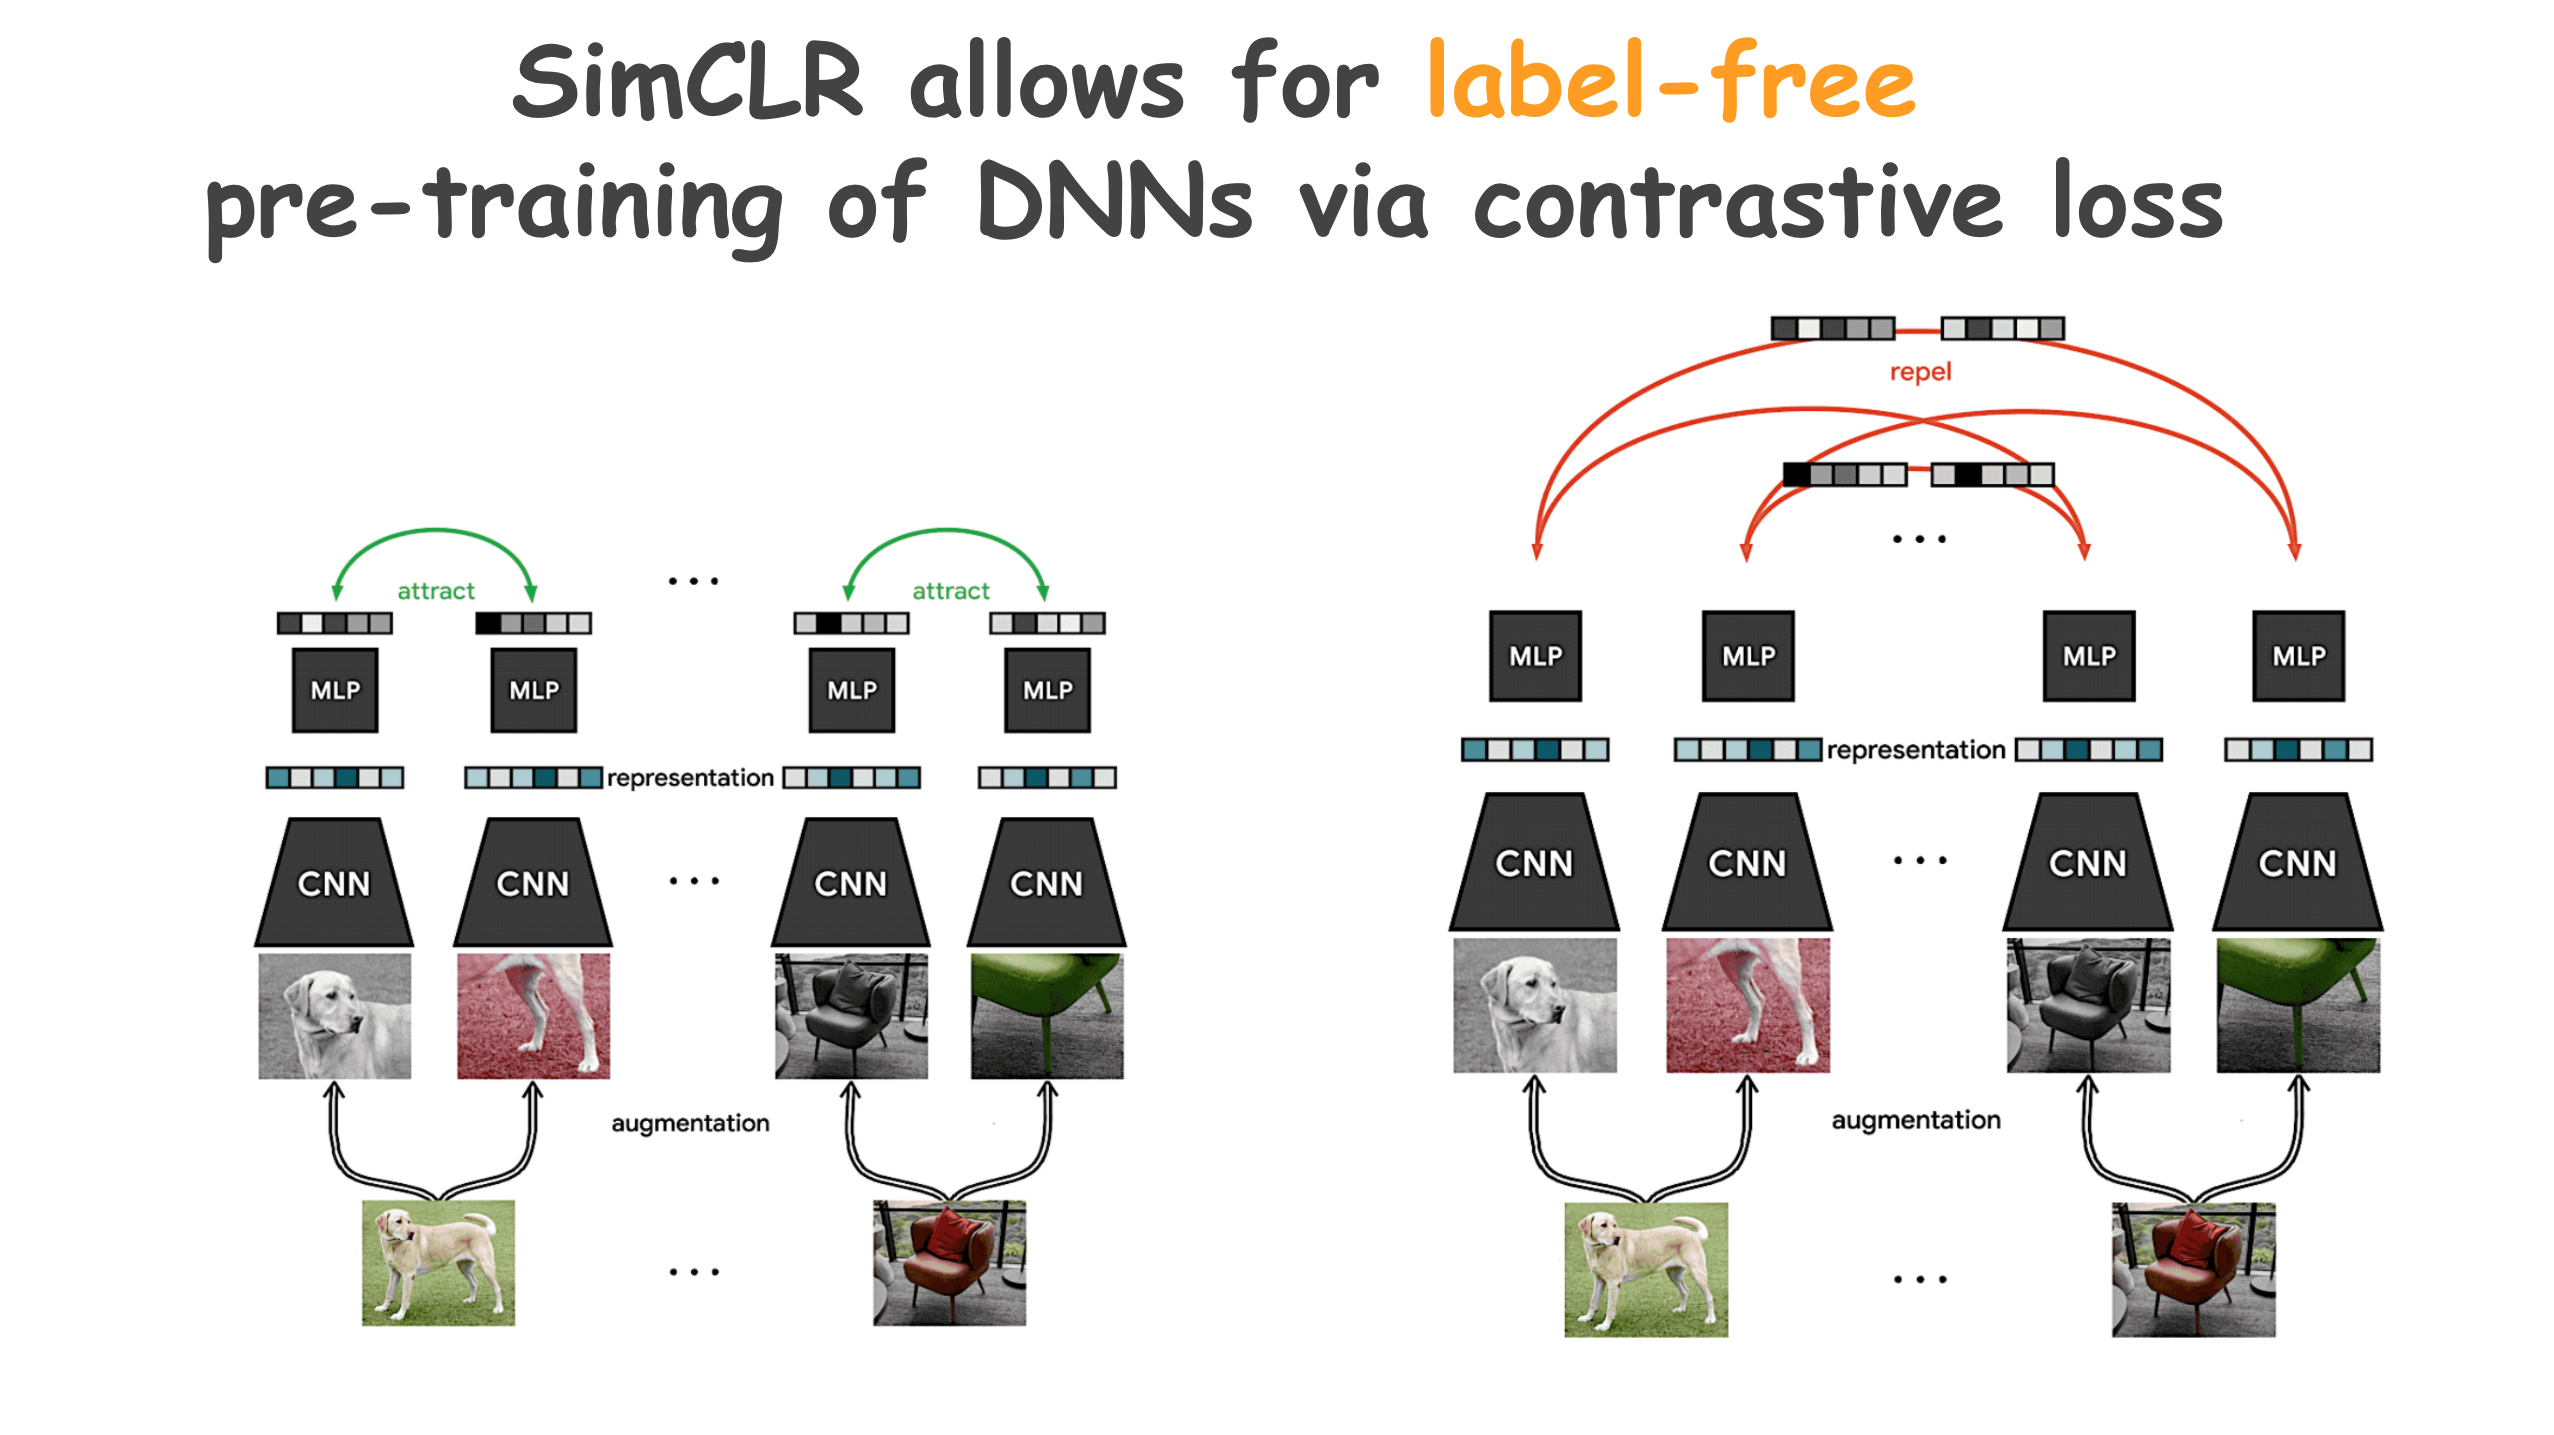 SimCLR allows for label-free
pre-training of DNNs via contrastive loss
attract
...
attract
MLP
MLP
MLP
MLP
representation
CNN
CNN
...
CNN
CNN
augmentation
...
repel
...
MLP
MLP
MLP
MLP
representation
CNN
CNN
...
CNN
CNN
augmentation
...